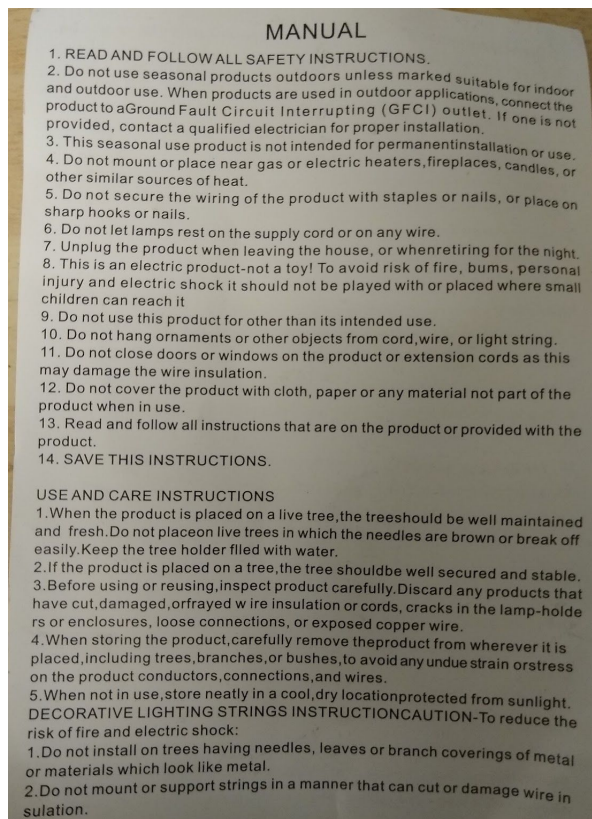 MANUAL
1. READ AND FOLLOW ALL SAFETY INSTRUCTIONS.
2. Do not use seasonal products outdoors unless marked suitable for indoor
and outdoor use. When products are used in outdoor applications, connect the
product to aGround Fault Circuit Interrupting (GFCI) outlet. If one is not
provided, contact a qualified electrician for proper installation.
3. This seasonal use product is not intended for permanentinstallation or use.
4. Do not mount or place near gas or electric heaters,fireplaces, candles, or
other similar sources of heat.
5. Do not secure the wiring of the product with staples or nails, or place on
sharp hooks or nails.
6. Do not let lamps rest on the supply cord or on any wire.
7. Unplug the product when leaving the house, or whenretiring for the night.
8. This is an electric product-not a toy! To avoid risk of fire, bums, personal
injury and electric shock it should not be played with or placed where small
children can reach it
9. Do not use this product for other than its intended use.
10. Do not hang ornaments or other objects from cord,wire, or light string.
11. Do not close doors or windows on the product or extension cords as this
may damage the wire insulation.
12. Do not cover the product with cloth, paper or any material not part of the
product when in use.
13. Read and follow all instructions that are on the product or provided with the
product.
14. SAVE THIS INSTRUCTIONS.
USE AND CARE INSTRUCTIONS
1.When the product is placed on a live tree,the treeshould be well maintained
and fresh.Do not placeon live trees in which the needles are brown or break off
easily.Keep the tree holder flled with water.
2.If the product is placed on a tree,the tree shouldbe well secured and stable.
3.Before using or reusing,inspect product carefully.Discard any products that
have cut,damaged,orfrayed w ire insulation or cords, cracks in the lamp-holde
rs or enclosures, loose connections, or exposed copper wire.
4.When storing the product,carefully remove theproduct from wherever it is
placed,including trees,branches,or bushes,to avoid any undue strain orstress
on the product conductors,connections,and wires.
5.When not in use,store neatly in a cool,dry locationprotected from sunlight.
DECORATIVE LIGHTING STRINGS INSTRUCTIONCAUTION-To reduce the
risk of fire and electric shock:
1.Do not install on trees having needles, leaves or branch coverings of metal
or materials which look like metal.
2.Do not mount or support strings in a manner that can cut or damage wire in
sulation.